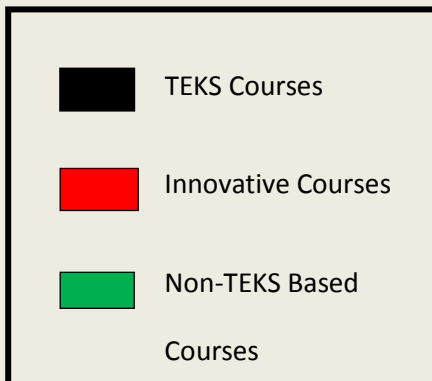 TEKS Courses
Innovative Courses
Non-TEKS Based
Courses